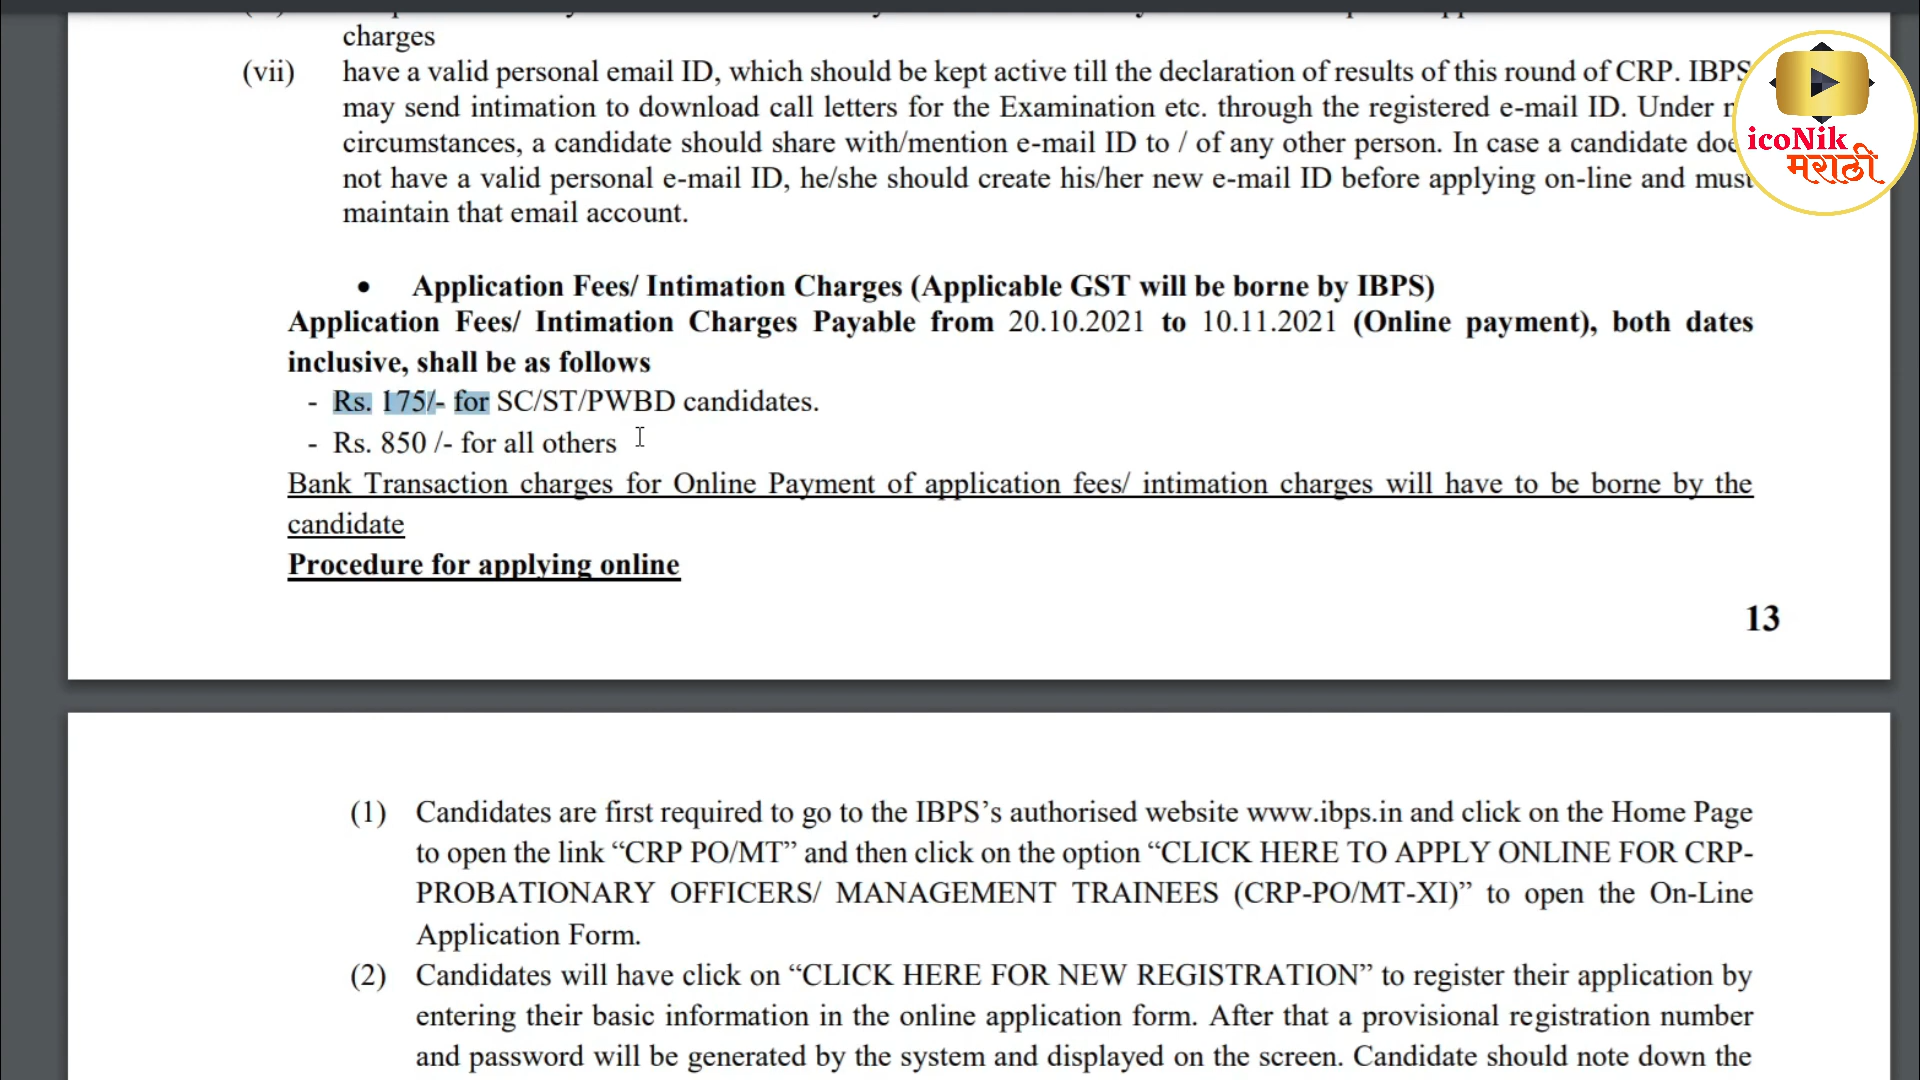 charges
(vii) have a valid personal email ID, which should be kept active till the declaration of results of this round of CRP. IBPS
may send intimation to download call letters for the Examination etc. through the registered e-mail ID. Under
circumstances, a candidate should share with/mention e-mail ID to / of any other person. In case a candidate
not have a valid personal e-mail ID, he/she should create his/her new e-mail ID before applying on-line and must
maintain that email account.
• Application Fees/ Intimation Charges (Applicable GST will be borne by IBPS)
Application Fees/ Intimation Charges Payable from 20.10.2021 to 10.11.2021 (Online payment), both dates
inclusive, shall be as follows
- Rs. 175/- for SC/ST/PWBD candidates.
- Rs. 850 /- for all others
Bank Transaction charges for Online Payment of application fees/ intimation charges will have to be borne by the
candidate
Procedure for applying online
13
(1) Candidates are first required to go to the IBPS’s authorised website www.ibps.in and click on the Home Page
to open the link “CRP PO/MT” and then click on the option “CLICK HERE TO APPLY ONLINE FOR CRP-
PROBATIONARY OFFICERS/ MANAGEMENT TRAINEES (CRP-PO/MT-XI)” to open the On-Line
Application Form.
(2) Candidates will have click on “CLICK HERE FOR NEW REGISTRATION” to register their application by
entering their basic information in the online application form. After that a provisional registration number
and password will be generated by the system and displayed on the screen. Candidate should note down the
icoNik
मराठी